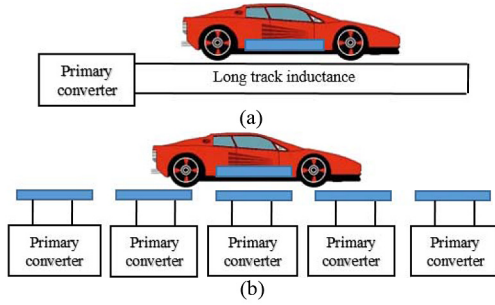 Primary
converter
Long track inductance
(a)
Primary
converter
Primary
converter
Primary
converter
Primary
converter
Primary
converter
(b)